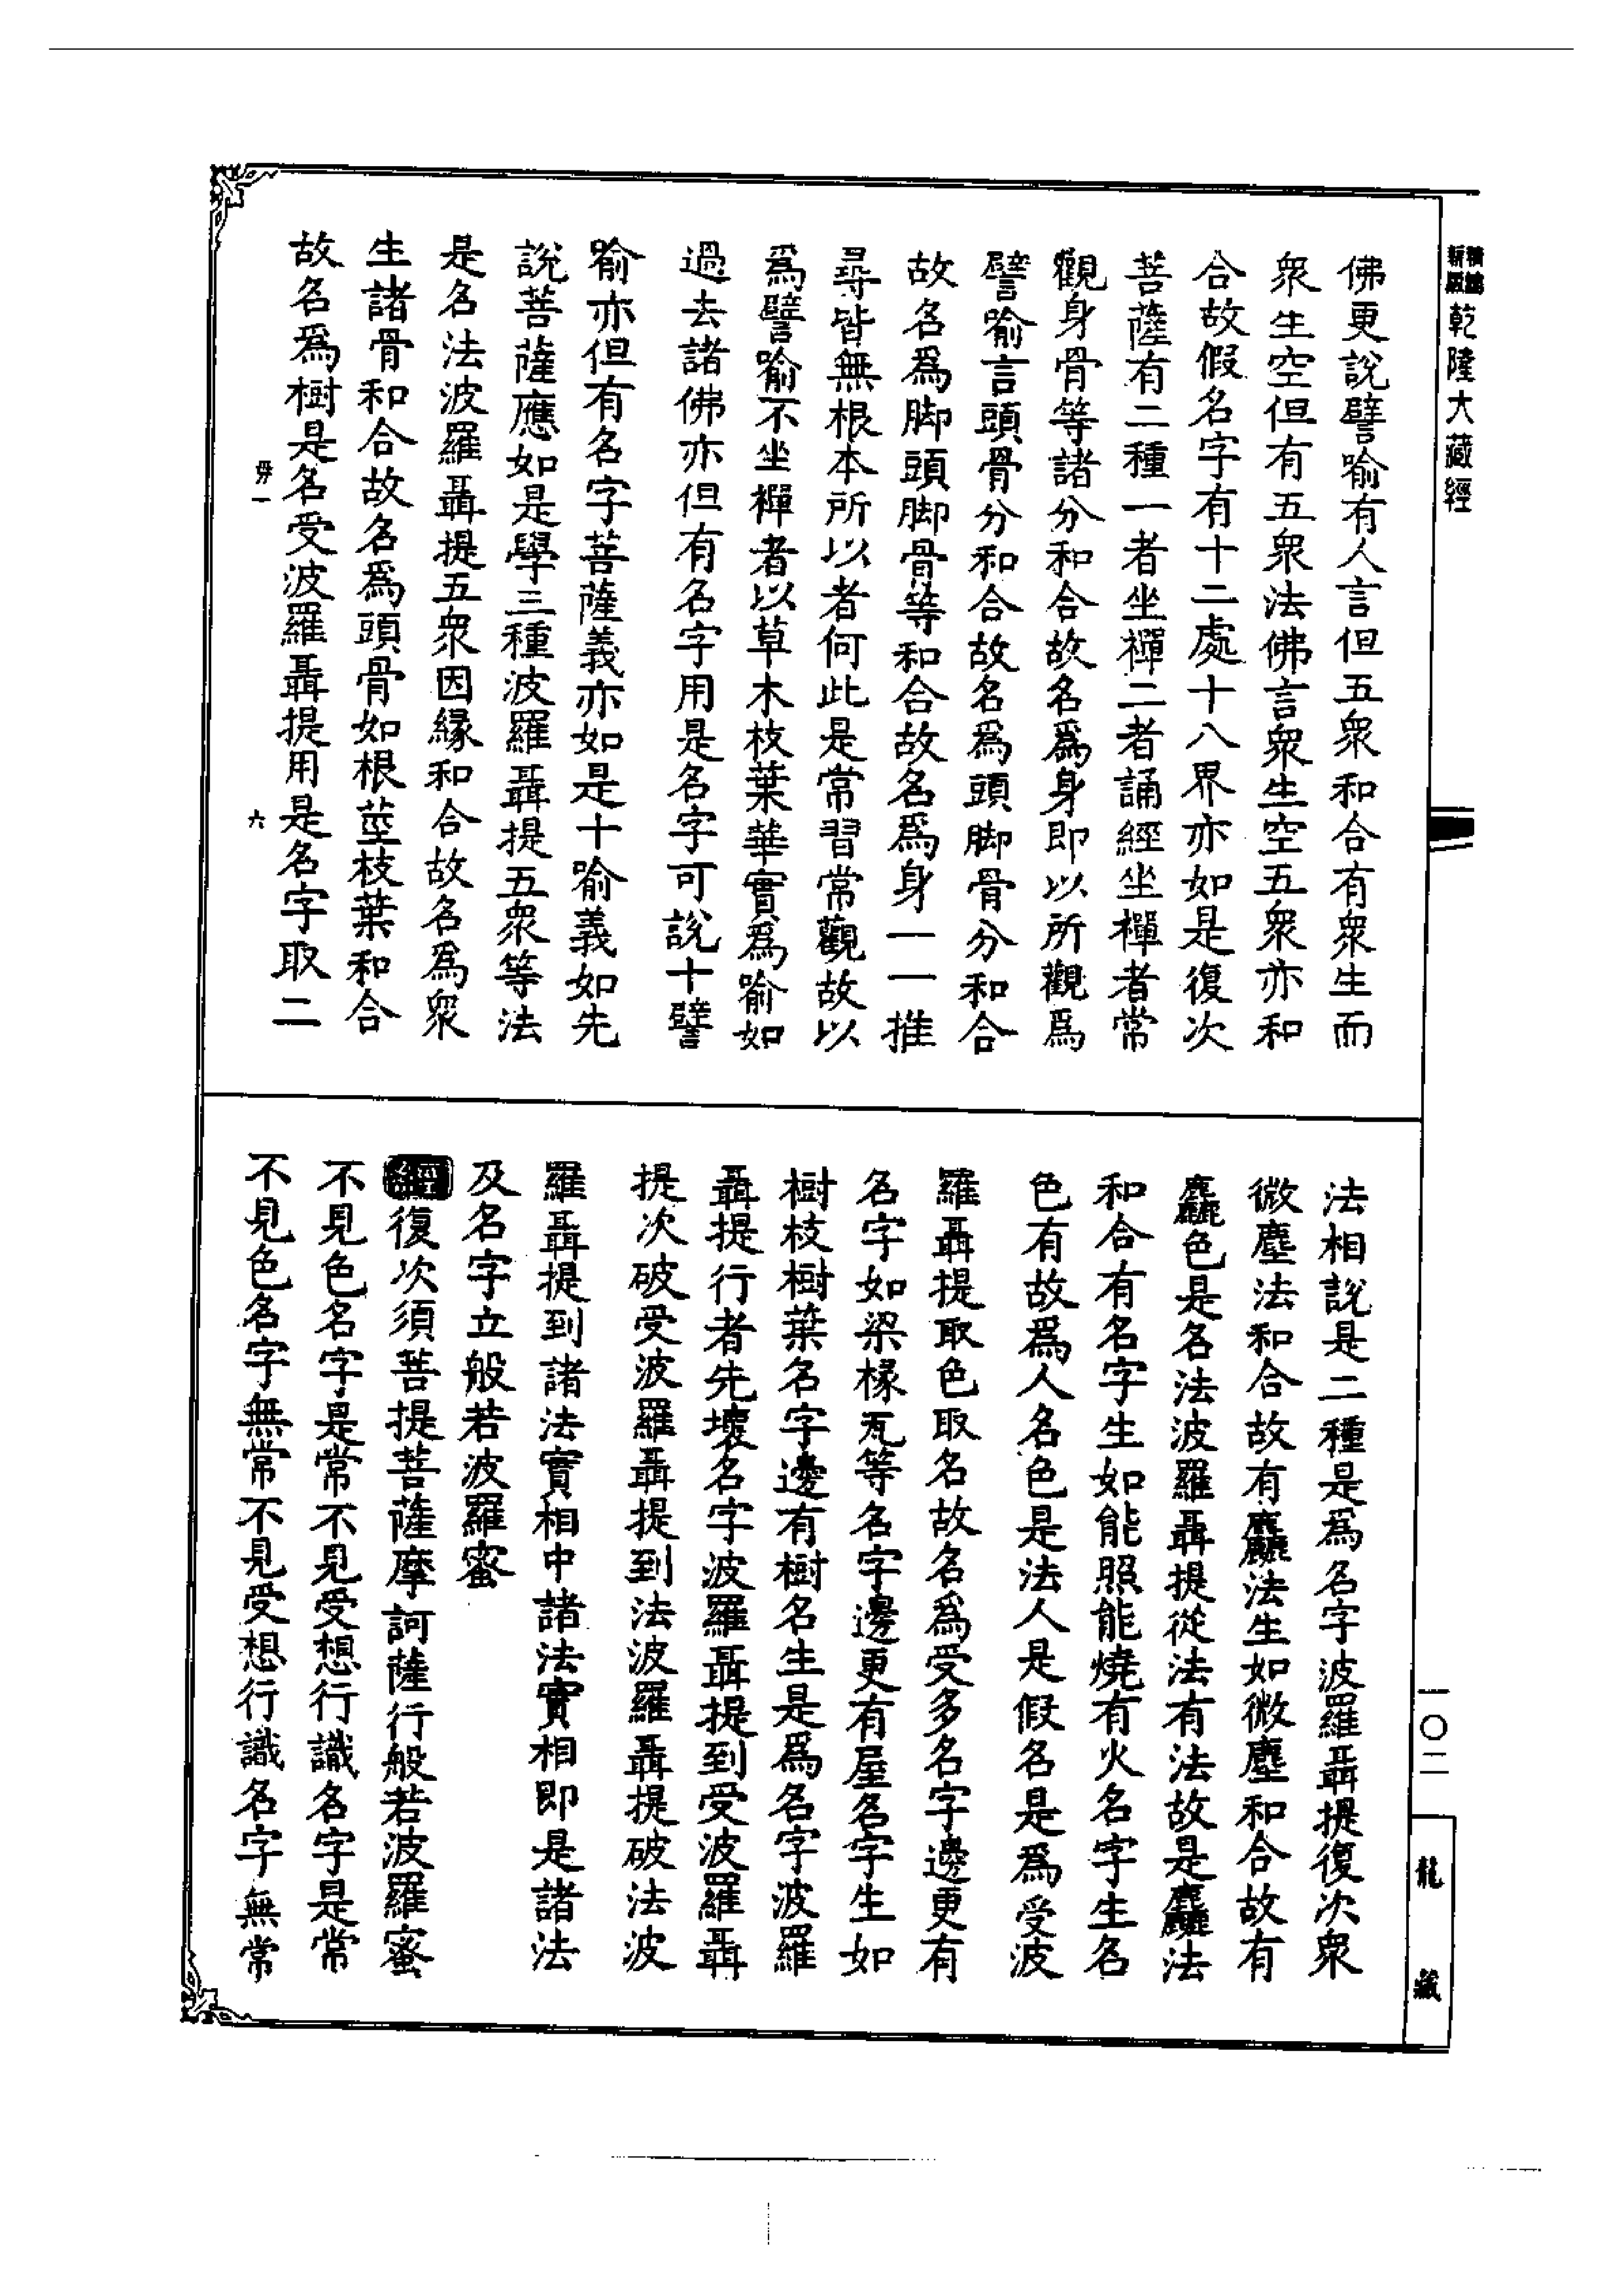 乾隆大藏經
佛更說譬喻有人言但五衆和合有衆生而
衆生空但有五衆法佛言衆生空五衆亦和
合故假名字有十二處十八界亦如是復次
菩薩有二種一者坐禪二者誦經坐禪者常
觀身骨等諸分和合故名爲身即以所觀爲
譬喻言頭骨分和合故名爲頭脚骨分和合
故名爲脚頭脚骨等和合故名爲身一一推
尋皆無根本所以者何此是常習常觀故以
爲譬喻不坐禪者以草木枝葉華實爲喻如
過去諸佛亦但有名字用是名字可說十譬
喻亦但有名字菩薩義亦如是十喻義如先
說菩薩應如是學三種波羅聶提五衆等法
是名法波羅聶提五衆因緣和合故名爲衆
生諸骨和合故名爲頭骨如根莖枝葉和合
故名爲樹是名受波羅聶提用是名字取二
六
法相說是二種是爲名字波羅聶提復次衆
微塵法和合故有麤法生如微塵和合故有
麤色是名法波羅聶提從法有法故是麤法
和合有名字生如能照能燒有火名字生名
色有故爲人名色是法人是假名是爲受波
羅聶提取色取名故名爲受多名字邊更有
名字如梁椽瓦等名字邊更有屋名字生如
樹枝樹葉名字邊有樹名生是爲名字波羅
聶提行者先壞名字波羅聶提到受波羅聶
提次破受波羅聶提到法波羅聶提破法波
羅聶提到諸法實相中諸法實相即是諸法
及名字立般若波羅蜜
經復次須菩提菩薩摩訶薩行般若波羅蜜
不見色名字是常不見受想行識名字是常
不見色名字無常不見受想行識名字無常
一〇二
龍藏